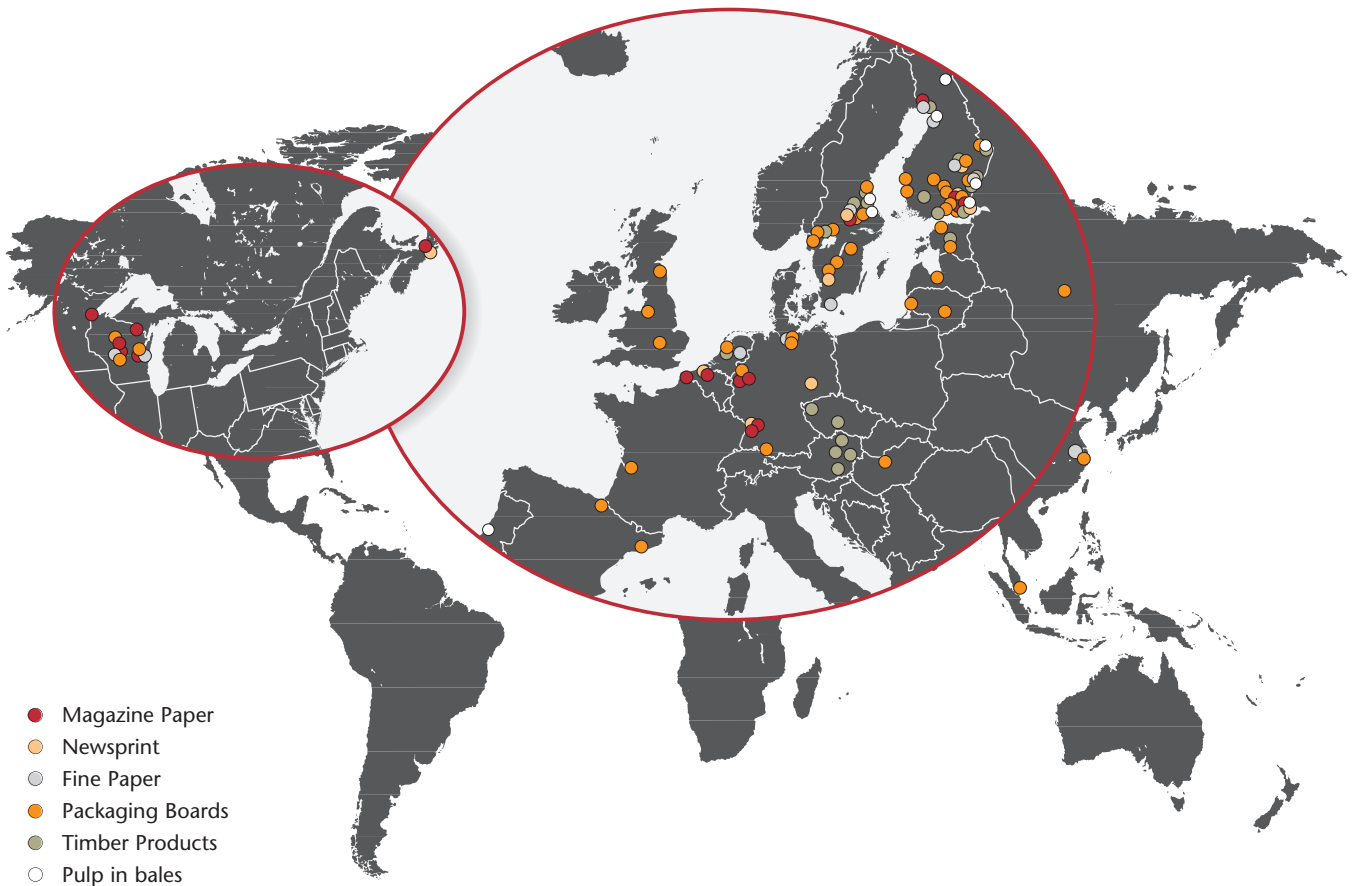 Magazine Paper
Newsprint
Fine Paper
Packaging Boards
Timber Products
Pulp in bales